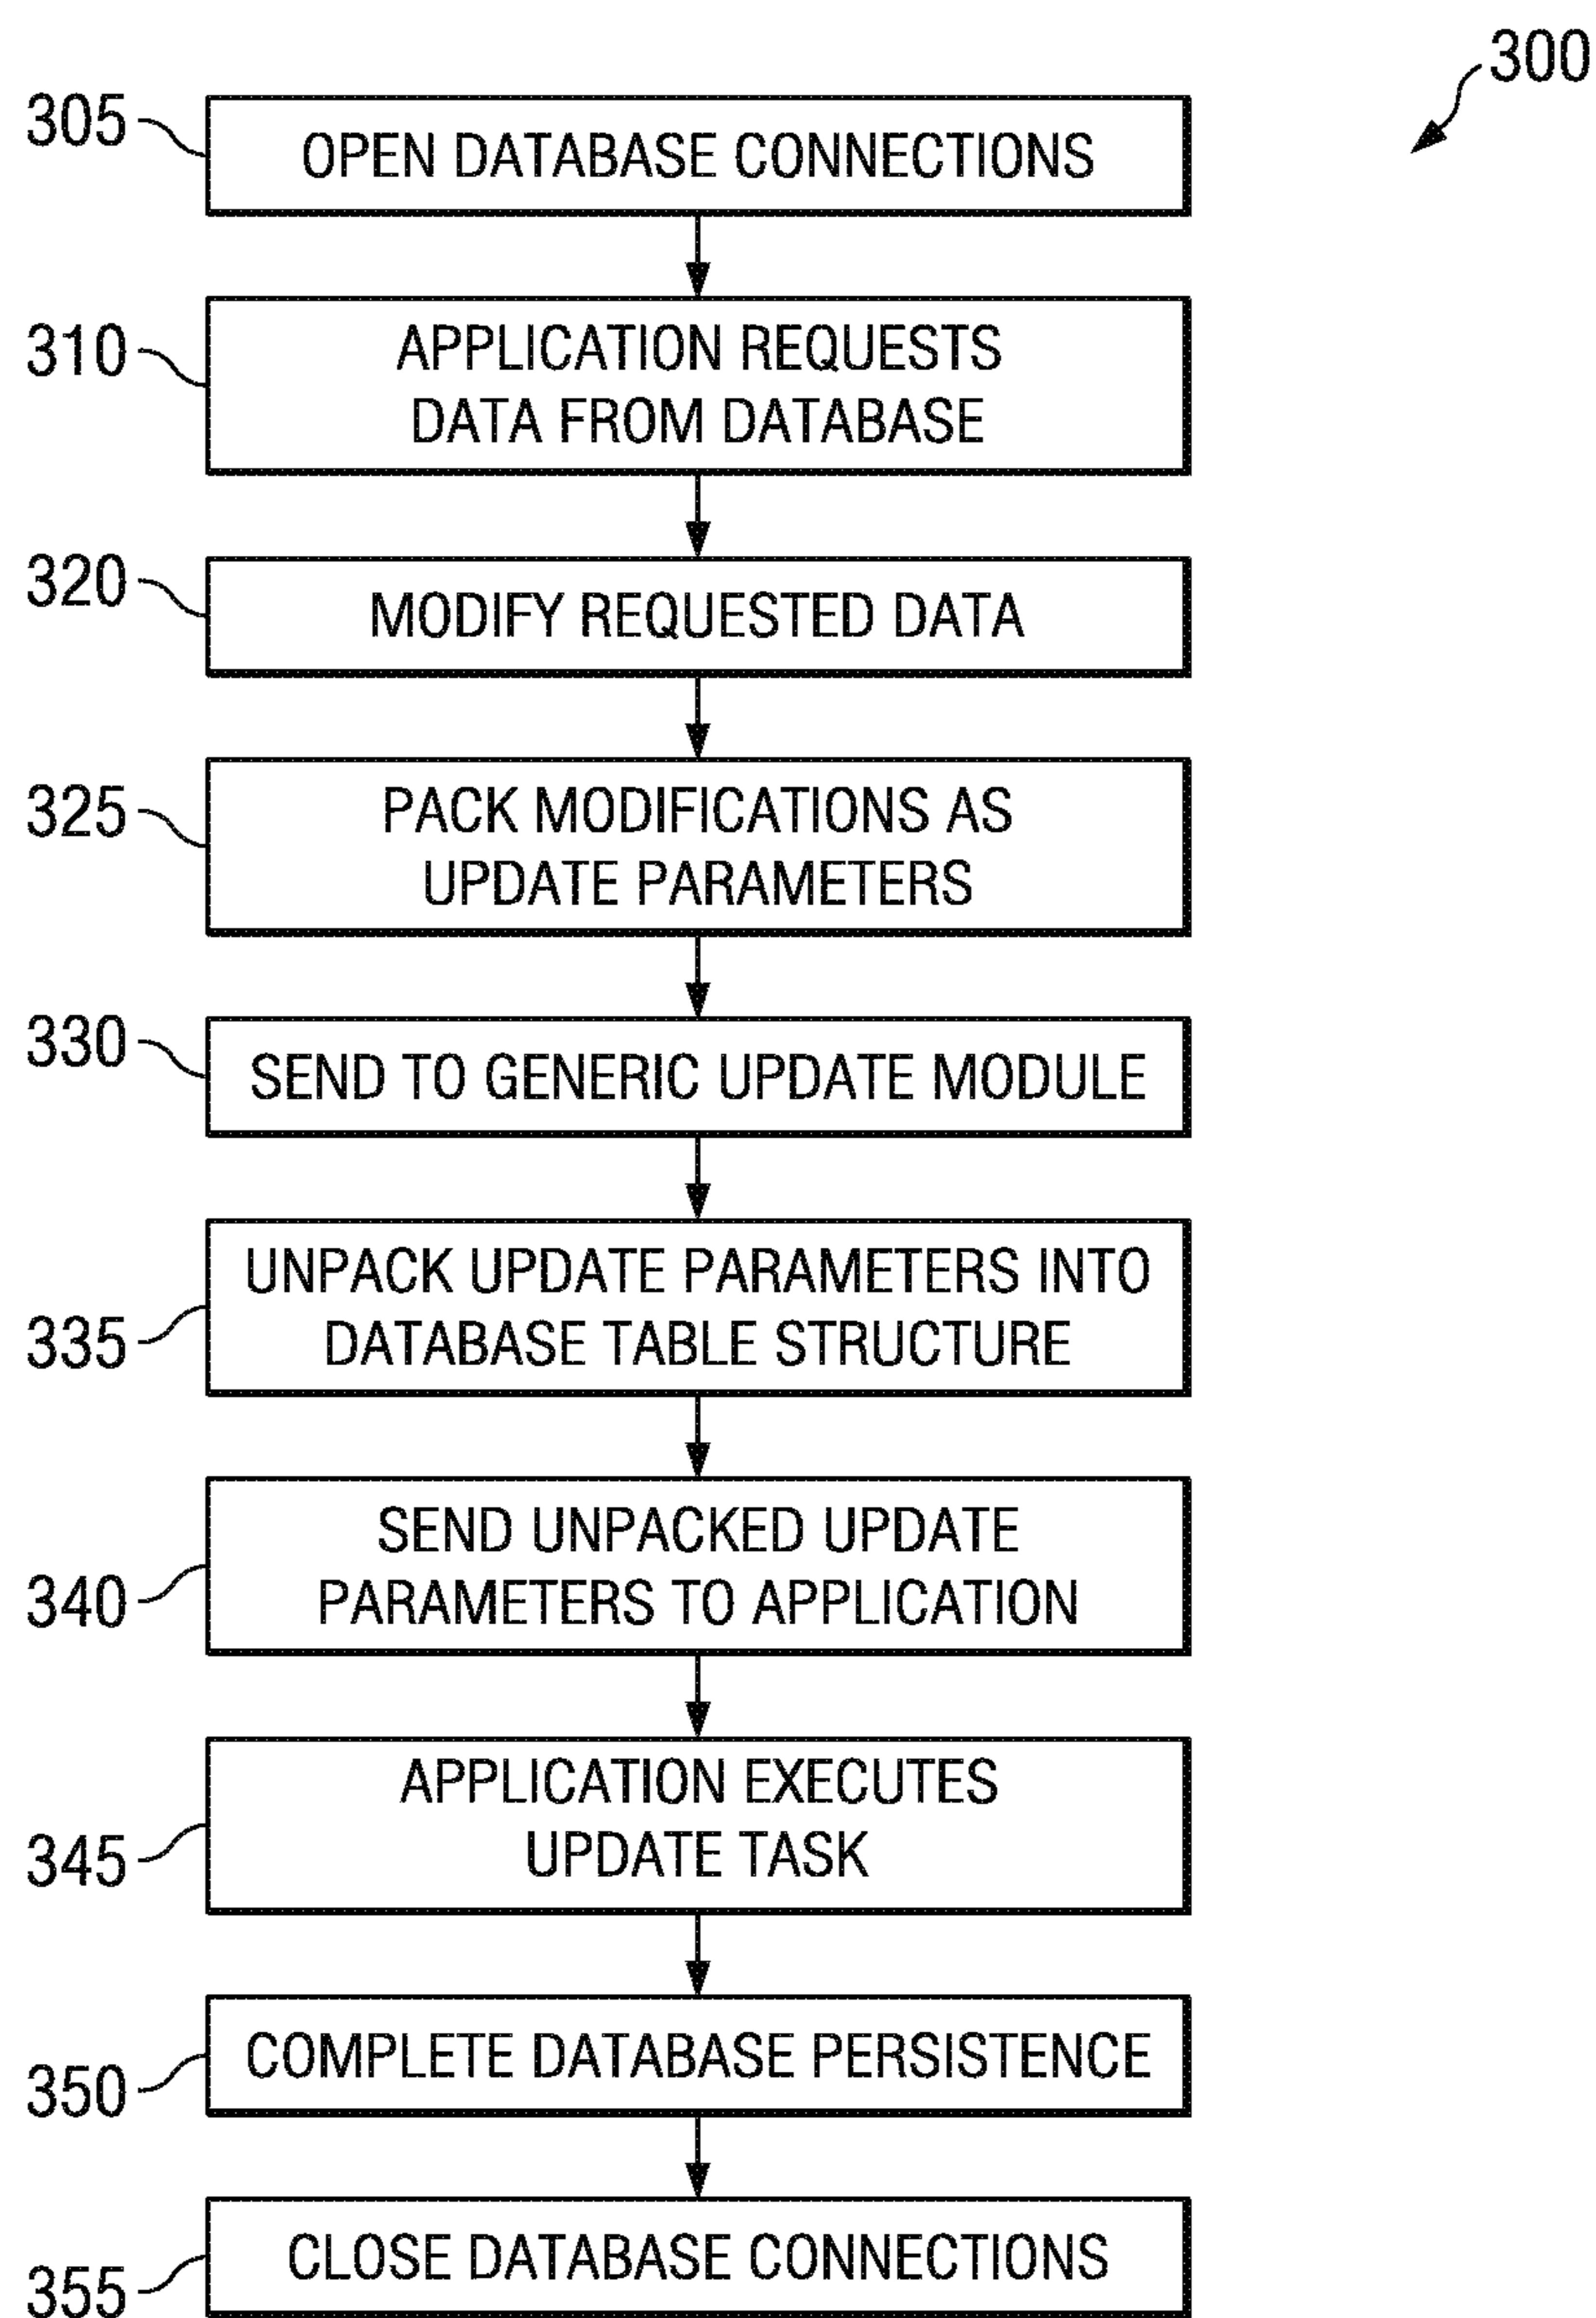 300
305
OPEN DATABASE CONNECTIONS
310
APPLICATION REQUESTS
DATA FROM DATABASE
320
MODIFY REQUESTED DATA
325
PACK MODIFICATIONS AS
UPDATE PARAMETERS
330
SEND TO GENERIC UPDATE MODULE
335
UNPACK UPDATE PARAMETERS INTO
DATABASE TABLE STRUCTURE
340
SEND UNPACKED UPDATE
PARAMETERS TO APPLICATION
345
APPLICATION EXECUTES
UPDATE TASK
350
COMPLETE DATABASE PERSISTENCE
355
CLOSE DATABASE CONNECTIONS